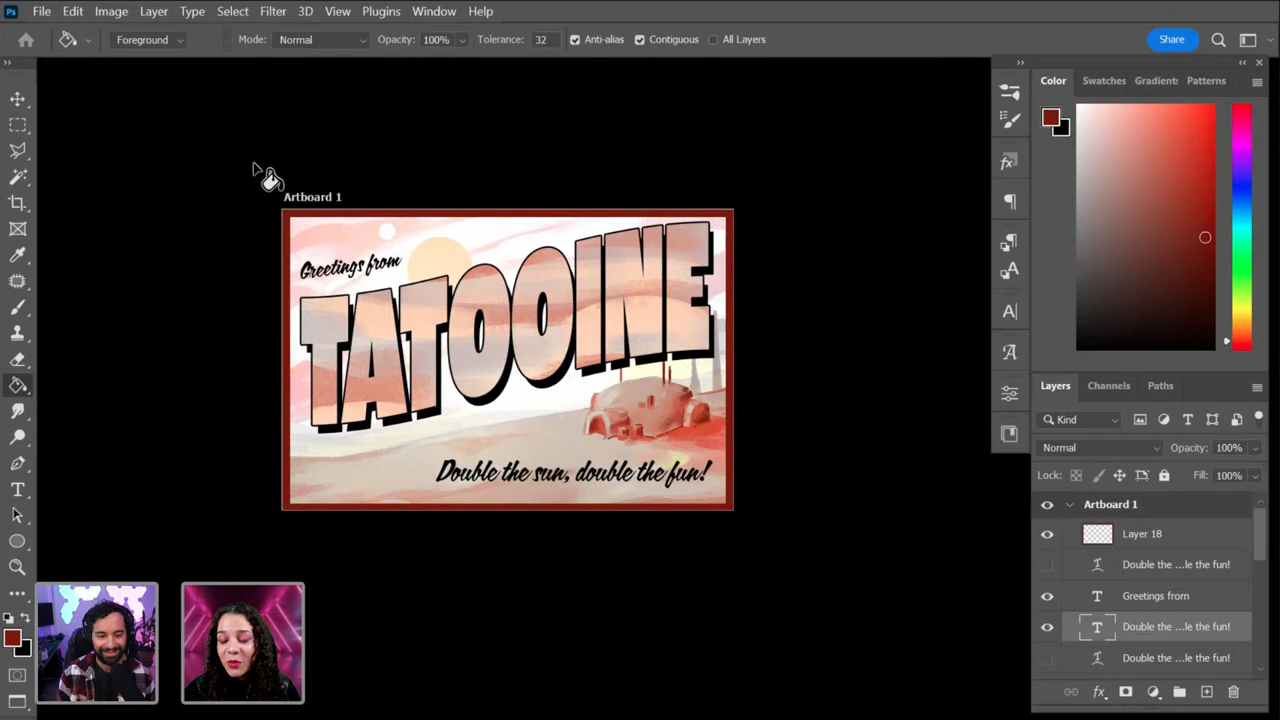 Ps File Edit Image Layer Type Select Filter 3D View Plugins Window Help
Foreground Mode: Normal Opacity: 100% Tolerance: 32 Anti-alias Contiguous All Layers Share
Color Swatches Gradient Patterns
Artboard 1
Greetings from
TATOOINE
Double the sun, double the fun!
Layers Channels Paths
Kind
Normal Opacity: 100%
Lock: Fill: 100%
Artboard 1
Layer 18
Double the ...le the fun!
Greetings from
Double the ...le the fun!
Double the ...le the fun!